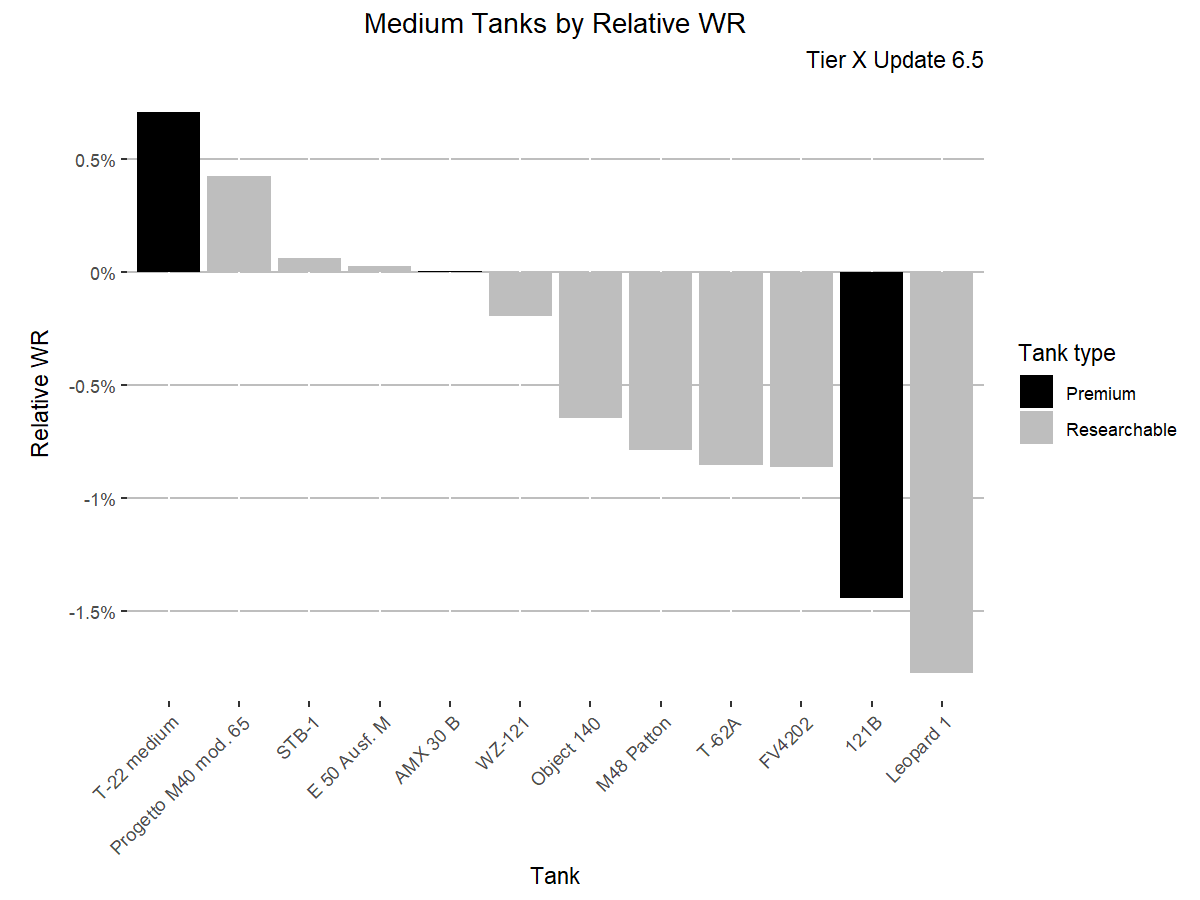 Medium Tanks by Relative WR
Tier X Update 6.5
0.5%
0%
-0.5%
-1%
-1.5%
Relative WR
T-22 medium
Progetto M40 mod. 65
STB-1
E 50 Ausf. M
AMX 30 B
WZ-121
Object 140
M48 Patton
T-62A
FV4202
121B
Leopard 1
Tank
Tank type
Premium
Researchable